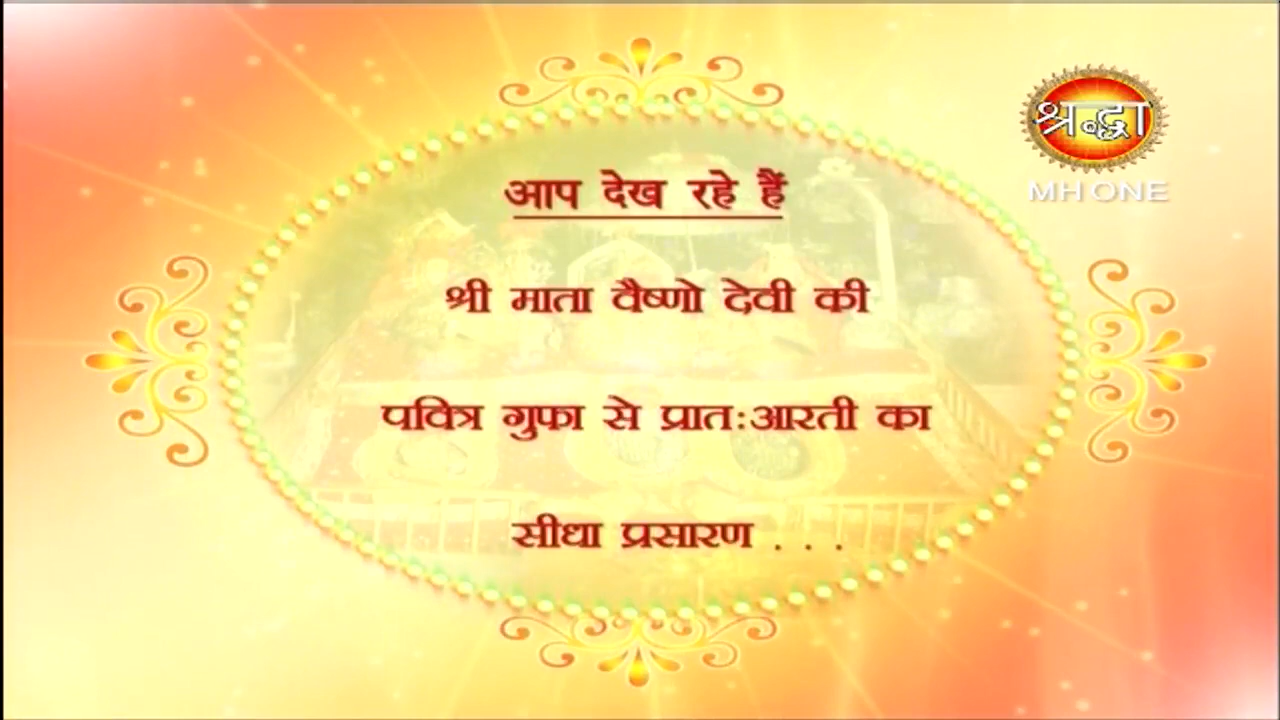 श्रद्धा
MH ONE
आप देख रहे हैं
श्री माता वैष्णो देवी की
पवित्र गुफा से प्रातःआरती का
सीधा प्रसारण . . .